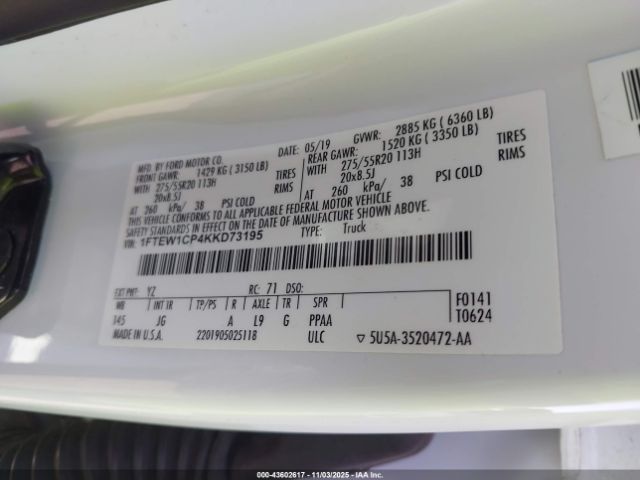 MFD. BY FORD MOTOR CO. DATE: 05/19 GVWR: 2885 KG ( 6360 LB)
FRONT GAWR: 1429 KG ( 3150 LB) REAR GAWR: 1520 KG ( 3350 LB)
WITH 275/55R20 113H TIRES WITH 275/55R20 113H TIRES
20x8.5J RIMS 20x8.5J RIMS
AT 260 kPa/ 38 PSI COLD AT 260 kPa/ 38 PSI COLD
THIS VEHICLE CONFORMS TO ALL APPLICABLE FEDERAL MOTOR VEHICLE
SAFETY STANDARDS IN EFFECT ON THE DATE OF MANUFACTURE SHOWN ABOVE.
VIN: 1FTEW1CP4KKD73195 TYPE: Truck
EXT PNT: YZ RC: 71 DSO:
WB INT TR TP/PS R AXLE TR SPR F0141
145 JG A L9 G PPAA T0624
MADE IN U.S.A. 2201905025118 ULC ▽ 5U5A-3520472-AA
000-43602617 - 11/03/2025 - IAAI.com